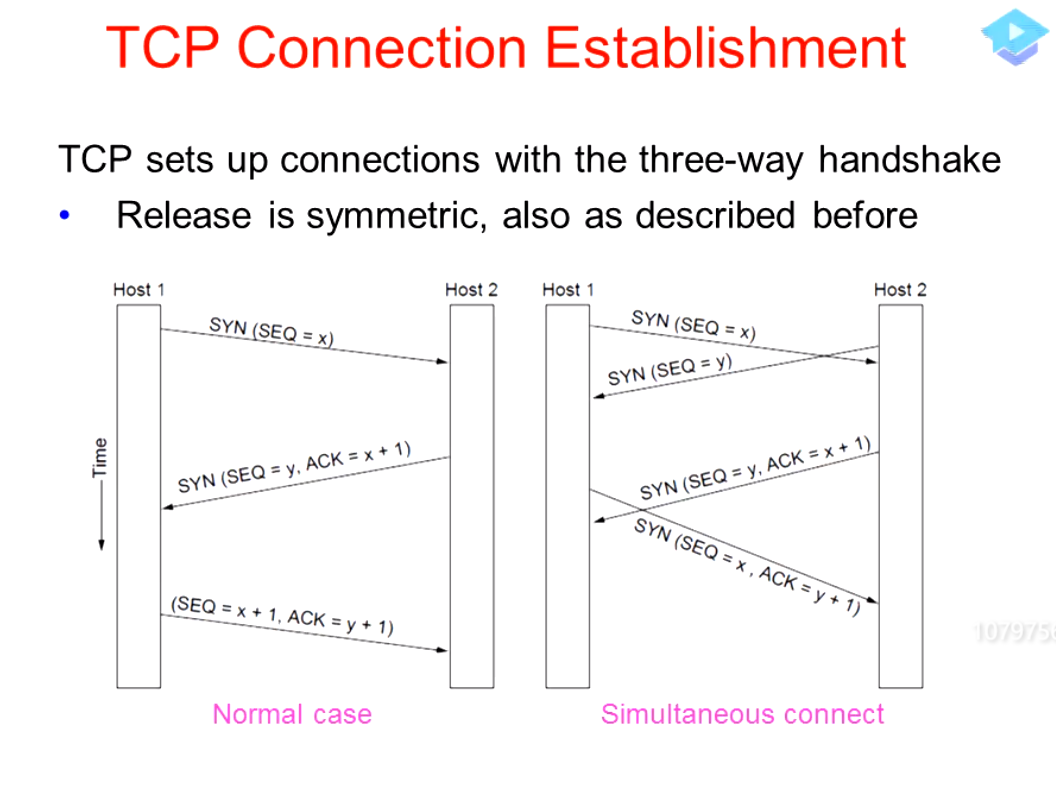 TCP Connection Establishment
TCP sets up connections with the three-way handshake
• Release is symmetric, also as described before
Host 1
Host 2
Host 1
Host 2
SYN (SEQ = x)
SYN (SEQ = y, ACK = x + 1)
(SEQ = x + 1, ACK = y + 1)
Time
SYN (SEQ = x)
SYN (SEQ = y)
SYN (SEQ = y, ACK = x + 1)
SYN (SEQ = x , ACK = y + 1)
Normal case
Simultaneous connect